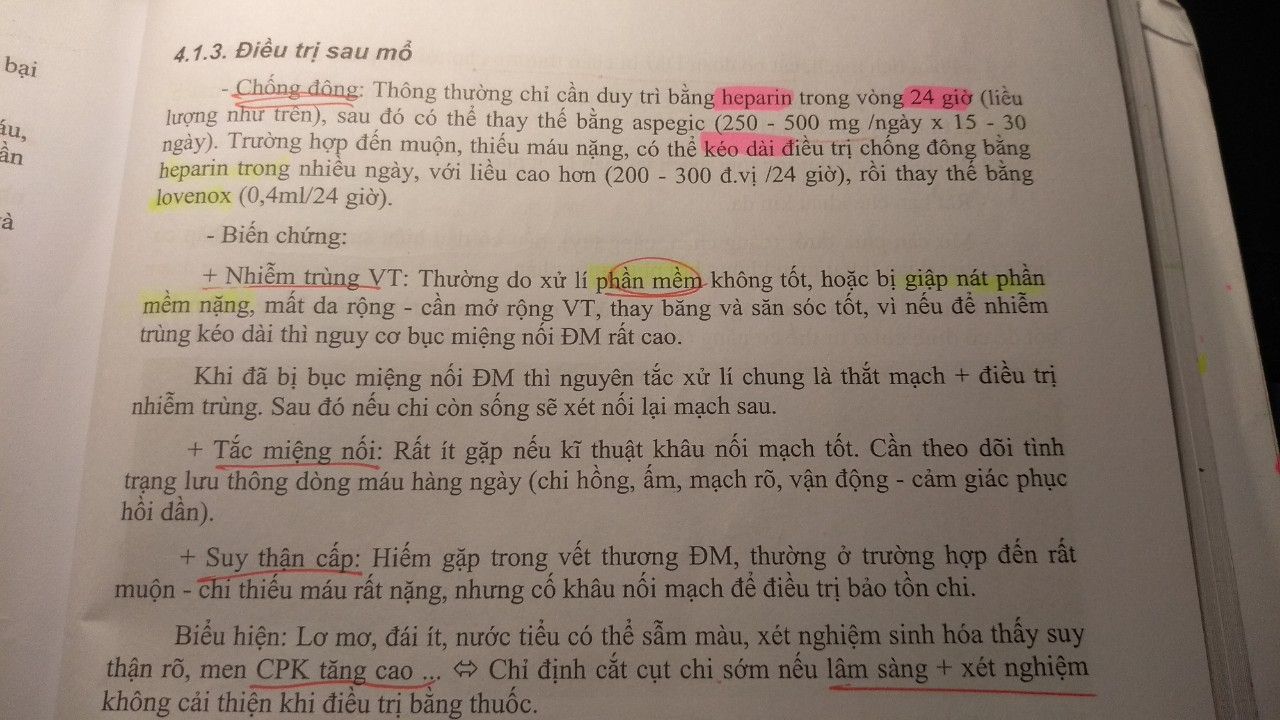 bại
áu,
ần
à
4.1.3. Điều trị sau mổ
- Chống đông: Thông thường chỉ cần duy trì bằng heparin trong vòng 24 giờ (liều
lượng như trên), sau đó có thể thay thế bằng aspegic (250 - 500 mg /ngày x 15 - 30
ngày). Trường hợp đến muộn, thiếu máu nặng, có thể kéo dài điều trị chống đông bằng
heparin trong nhiều ngày, với liều cao hơn (200 - 300 đ.vị /24 giờ), rồi thay thế bằng
lovenox (0,4ml/24 giờ).
- Biến chứng:
+ Nhiễm trùng VT: Thường do xử lí phần mềm không tốt, hoặc bị giập nát phần
mềm nặng, mất da rộng - cần mở rộng VT, thay băng và săn sóc tốt, vì nếu để nhiễm
trùng kéo dài thì nguy cơ bục miệng nối ĐM rất cao.
Khi đã bị bục miệng nối ĐM thì nguyên tắc xử lí chung là thắt mạch + điều trị
nhiễm trùng. Sau đó nếu chi còn sống sẽ xét nối lại mạch sau.
+ Tắc miệng nối: Rất ít gặp nếu kĩ thuật khâu nối mạch tốt. Cần theo dõi tình
trạng lưu thông dòng máu hàng ngày (chi hồng, ấm, mạch rõ, vận động - cảm giác phục
hồi dần).
+ Suy thận cấp: Hiếm gặp trong vết thương ĐM, thường ở trường hợp đến rất
muộn - chi thiếu máu rất nặng, nhưng cố khâu nối mạch để điều trị bảo tồn chi.
Biểu hiện: Lơ mơ, đái ít, nước tiểu có thể sẫm màu, xét nghiệm sinh hóa thấy suy
thận rõ, men CPK tăng cao ... ⇔ Chỉ định cắt cụt chi sớm nếu lâm sàng + xét nghiệm
không cải thiện khi điều trị bằng thuốc.